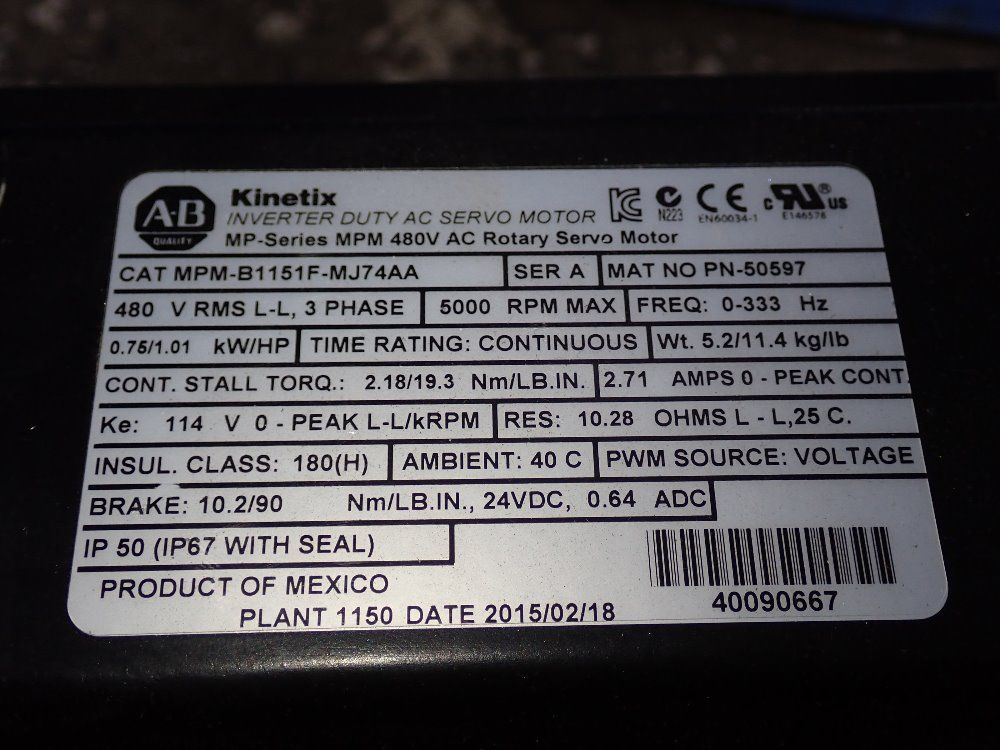 A-B
QUALITY
Kinetix
INVERTER DUTY AC SERVO MOTOR
MP-Series MPM 480V AC Rotary Servo Motor
N223
CE
EN60034-1
c RU US ®
E146578
CAT MPM-B1151F-MJ74AA SER A MAT NO PN-50597
480 V RMS L-L, 3 PHASE 5000 RPM MAX FREQ: 0-333 Hz
0.75/1.01 kW/HP TIME RATING: CONTINUOUS Wt. 5.2/11.4 kg/lb
CONT. STALL TORQ.: 2.18/19.3 Nm/LB.IN. 2.71 AMPS 0 - PEAK CONT.
Ke: 114 V 0 - PEAK L-L/kRPM RES: 10.28 OHMS L - L,25 C.
INSUL. CLASS: 180(H) AMBIENT: 40 C PWM SOURCE: VOLTAGE
BRAKE: 10.2/90 Nm/LB.IN., 24VDC, 0.64 ADC
IP 50 (IP67 WITH SEAL)
PRODUCT OF MEXICO
PLANT 1150 DATE 2015/02/18
40090667